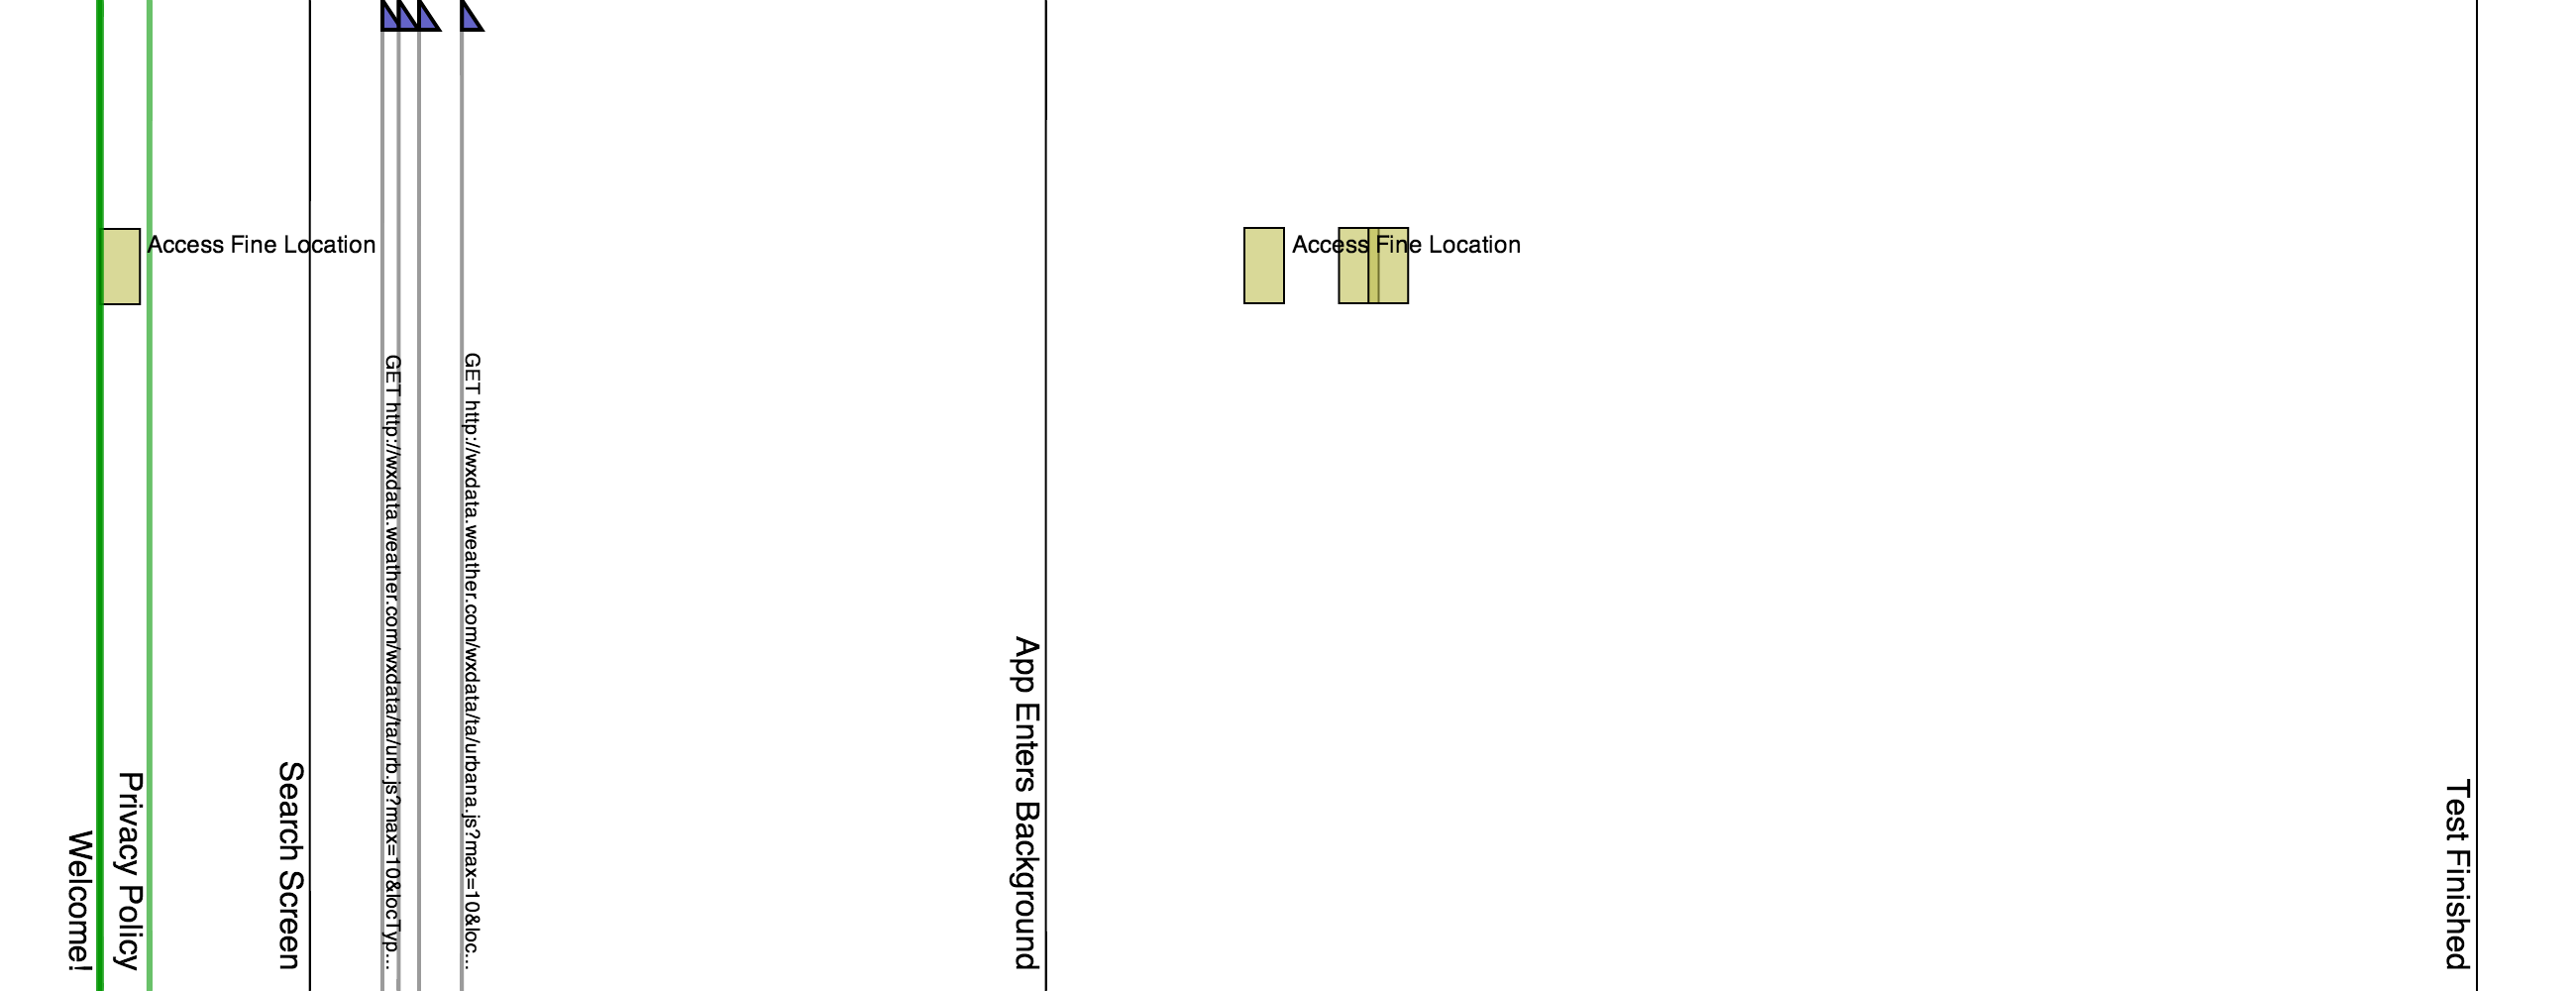 Access Fine Location
Access Fine Location
GET http://wxdata.weather.com/wxdata/ta/urb.js?max=10&locTyp...
GET http://wxdata.weather.com/wxdata/ta/urbana.js?max=10&loc...
Welcome!
Privacy Policy
Search Screen
App Enters Background
Test Finished